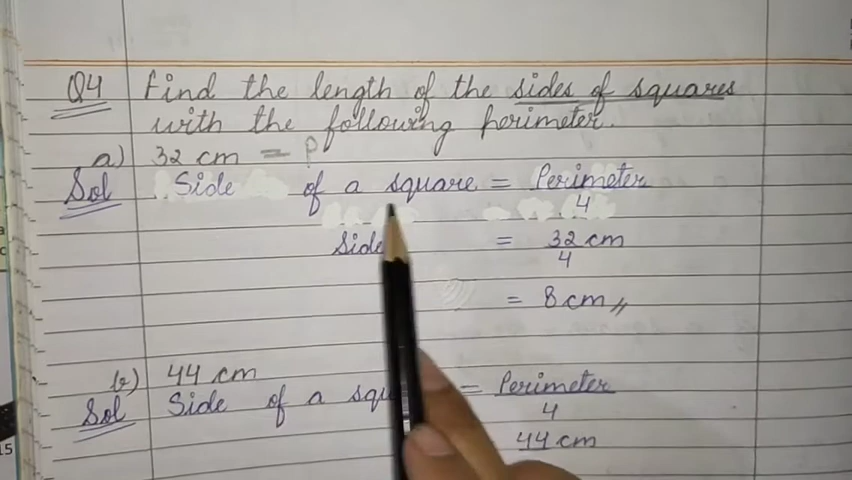 Q4 Find the length of the sides of squares
with the following perimeter.
a) 32 cm = P
Sol Side of a square = Perimeter
4
Side = 32 cm
4
= 8 cm
b) 44 cm
Sol Side of a = Perimeter
4
44 cm